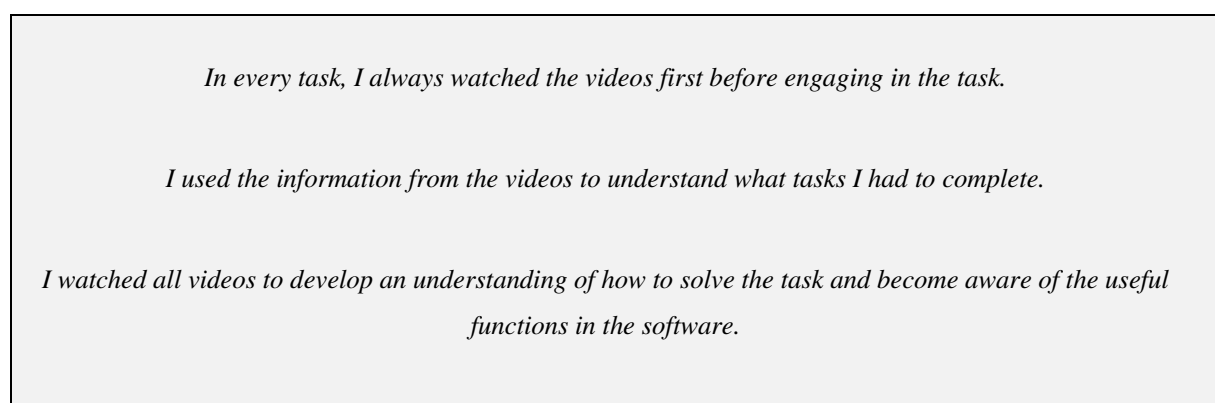 In every task, I always watched the videos first before engaging in the task.
I used the information from the videos to understand what tasks I had to complete.
I watched all videos to develop an understanding of how to solve the task and become aware of the useful
functions in the software.